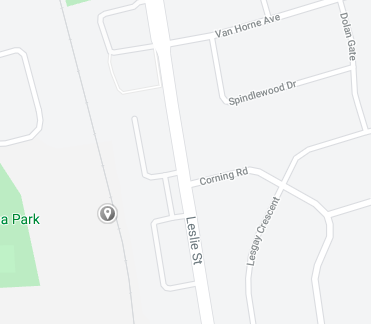 Van Horne Ave
Dolan Gate
Spindlewood Dr
Corning Rd
a Park
Lesgay Crescent
Leslie St